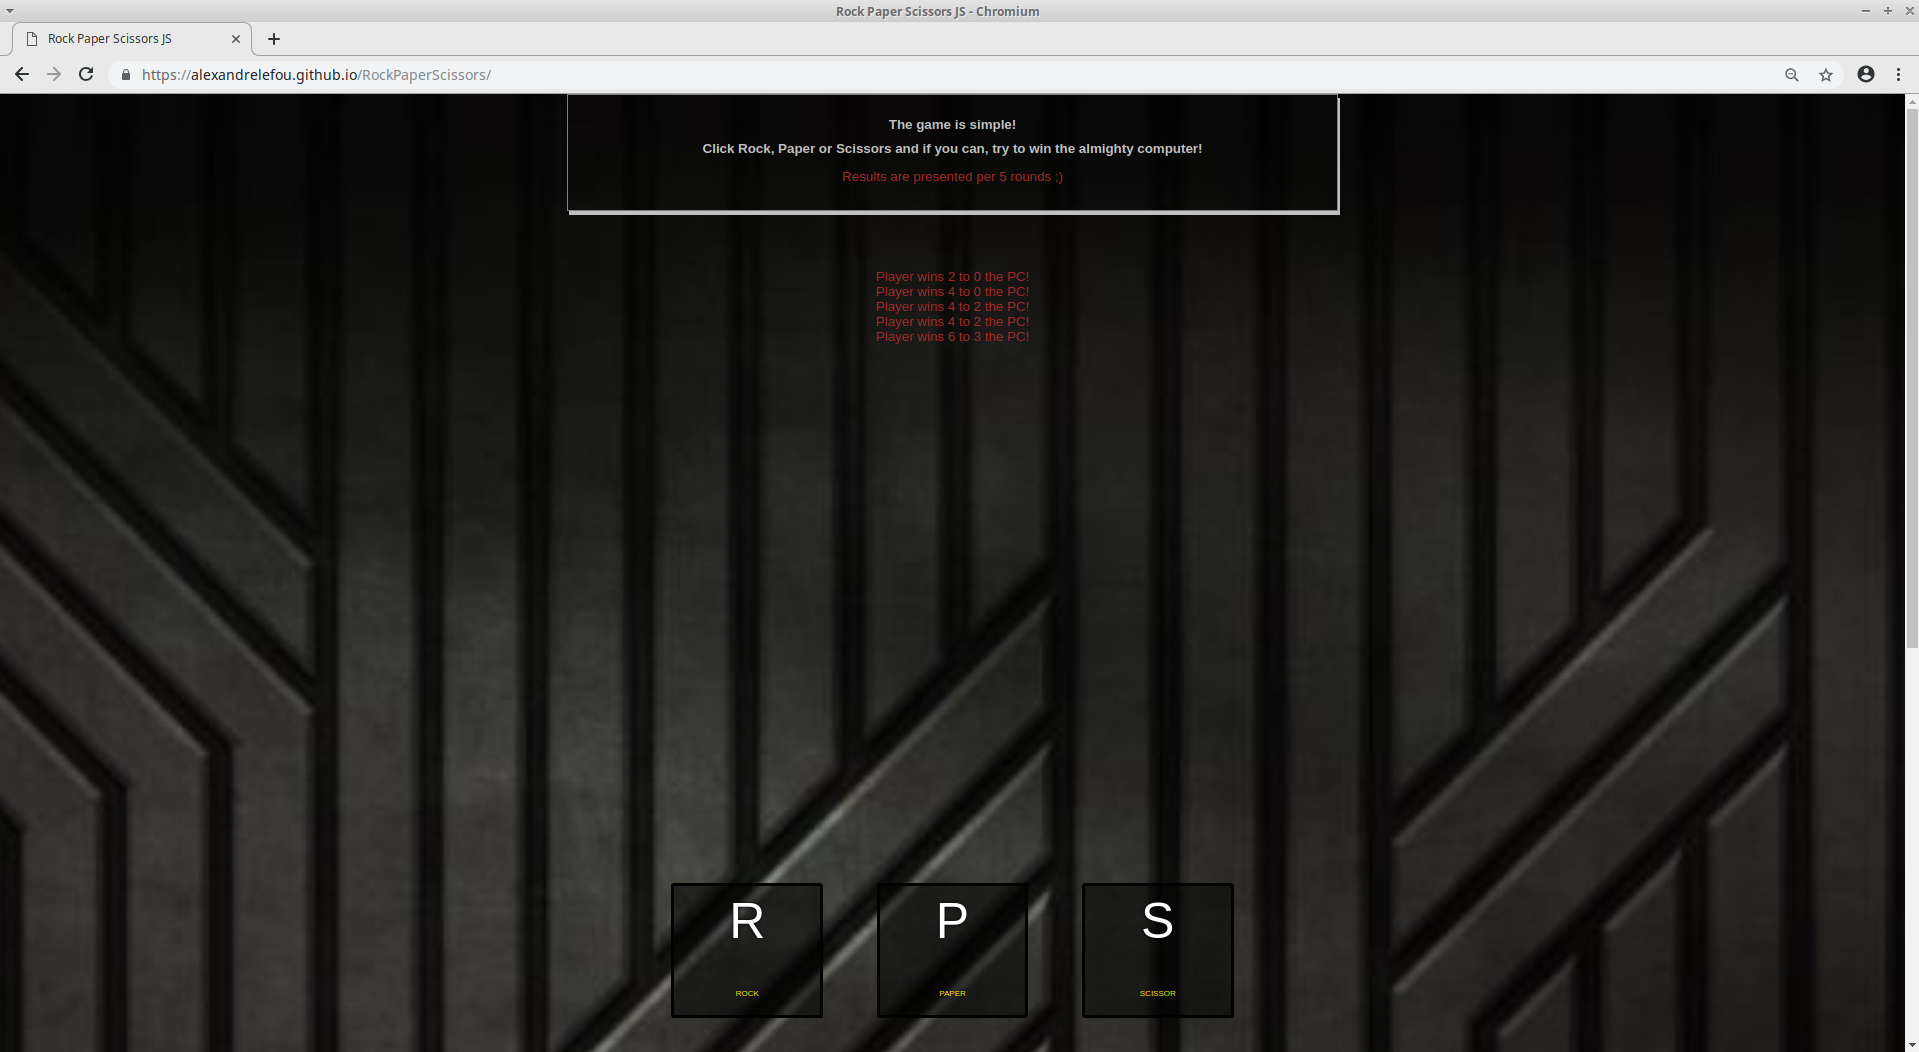 Rock Paper Scissors JS - Chromium
Rock Paper Scissors JS
https://alexandrelefou.github.io/RockPaperScissors/
The game is simple!
Click Rock, Paper or Scissors and if you can, try to win the almighty computer!
Results are presented per 5 rounds ;)
Player wins 2 to 0 the PC!
Player wins 4 to 0 the PC!
Player wins 4 to 2 the PC!
Player wins 4 to 2 the PC!
Player wins 6 to 3 the PC!
R P S
ROCK PAPER SCISSOR